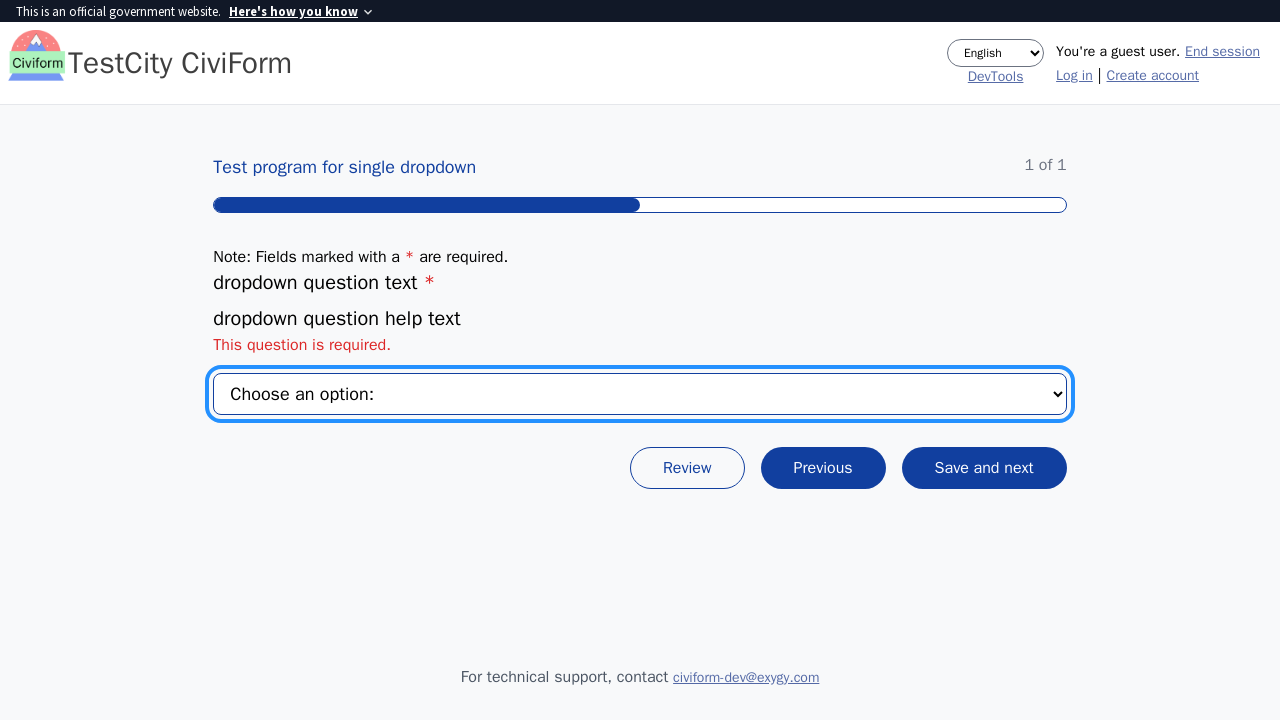 This is an official government website. Here's how you know
Civiform
TestCity CiviForm
English
DevTools
You're a guest user. End session
Log in | Create account
Test program for single dropdown
1 of 1
Note: Fields marked with a * are required.
dropdown question text *
dropdown question help text
This question is required.
Choose an option:
Review
Previous
Save and next
For technical support, contact civiform-dev@exygy.com